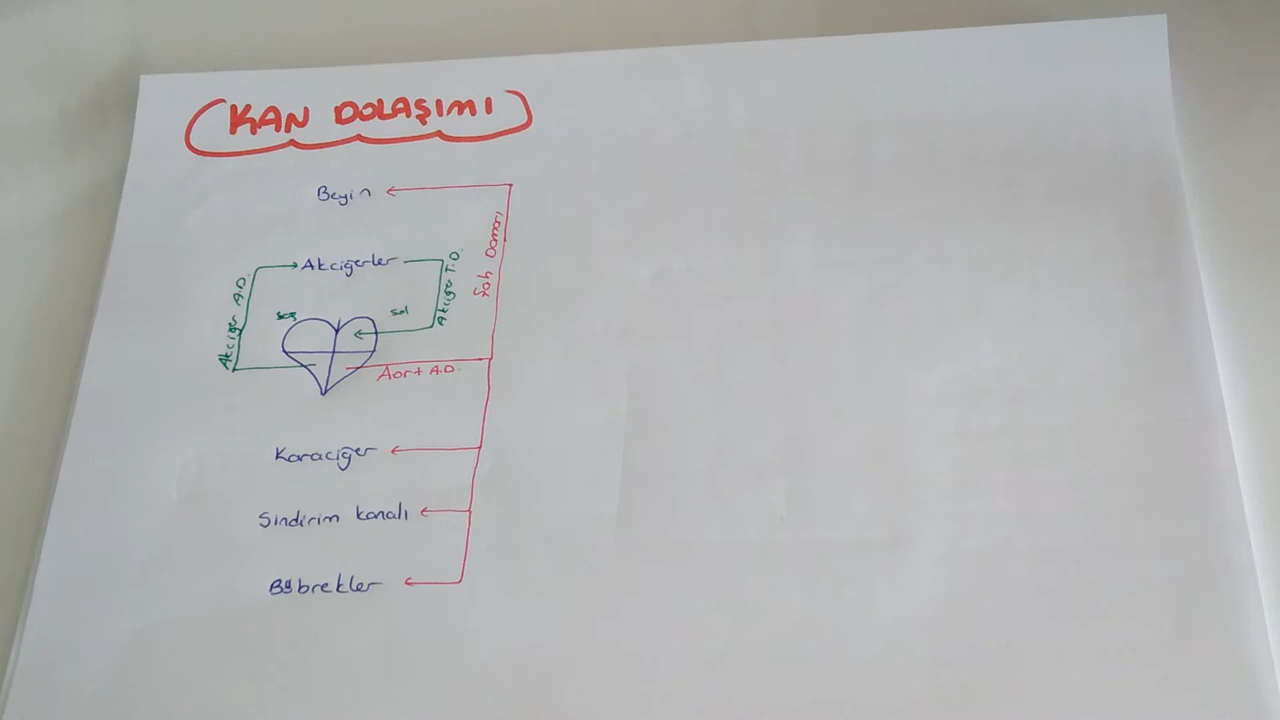 KAN DOLAŞIMI
Beyin
Şah Damarı
Akciğerler
Akciğer A.D.
Akciğer T.D.
sağ
sol
Aort A.D.
Karaciğer
Sindirim kanalı
Böbrekler